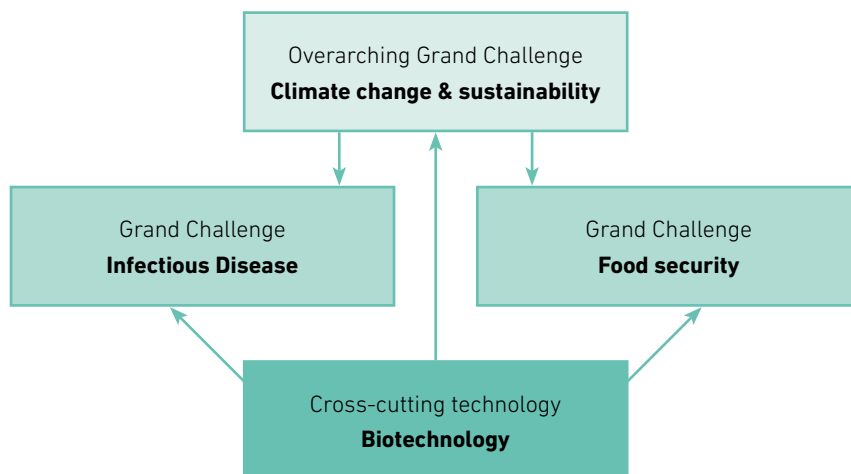 Overarching Grand Challenge
Climate change & sustainability
Grand Challenge
Infectious Disease
Grand Challenge
Food security
Cross-cutting technology
Biotechnology